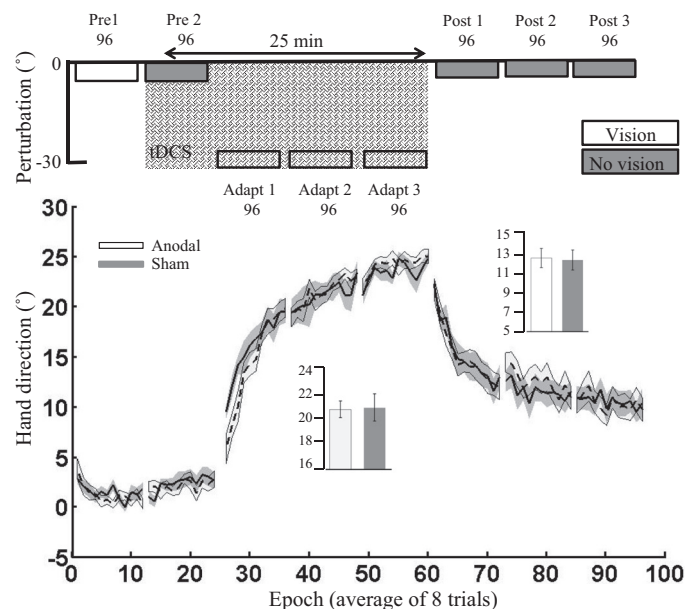 Pre1 Pre 2 Post 1 Post 2 Post 3
96 96 25 min 96 96 96
Perturbation (°)
0
-30
tDCS
Vision
No vision
Adapt 1 Adapt 2 Adapt 3
96 96 96
Hand direction (°)
30
25
20
15
10
5
0
-5
Anodal
Sham
15
13
11
9
7
5
24
22
20
18
16
0 10 20 30 40 50 60 70 80 90 100
Epoch (average of 8 trials)